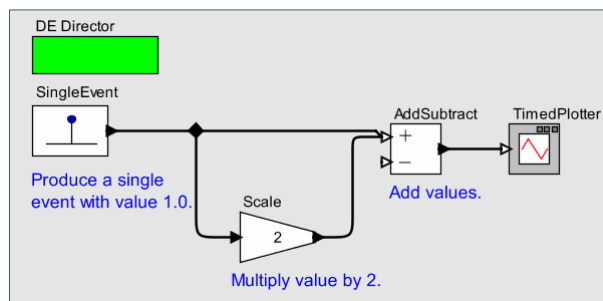 DE Director
SingleEvent
Produce a single
event with value 1.0.
Scale
2
Multiply value by 2.
AddSubtract
+
−
Add values.
TimedPlotter